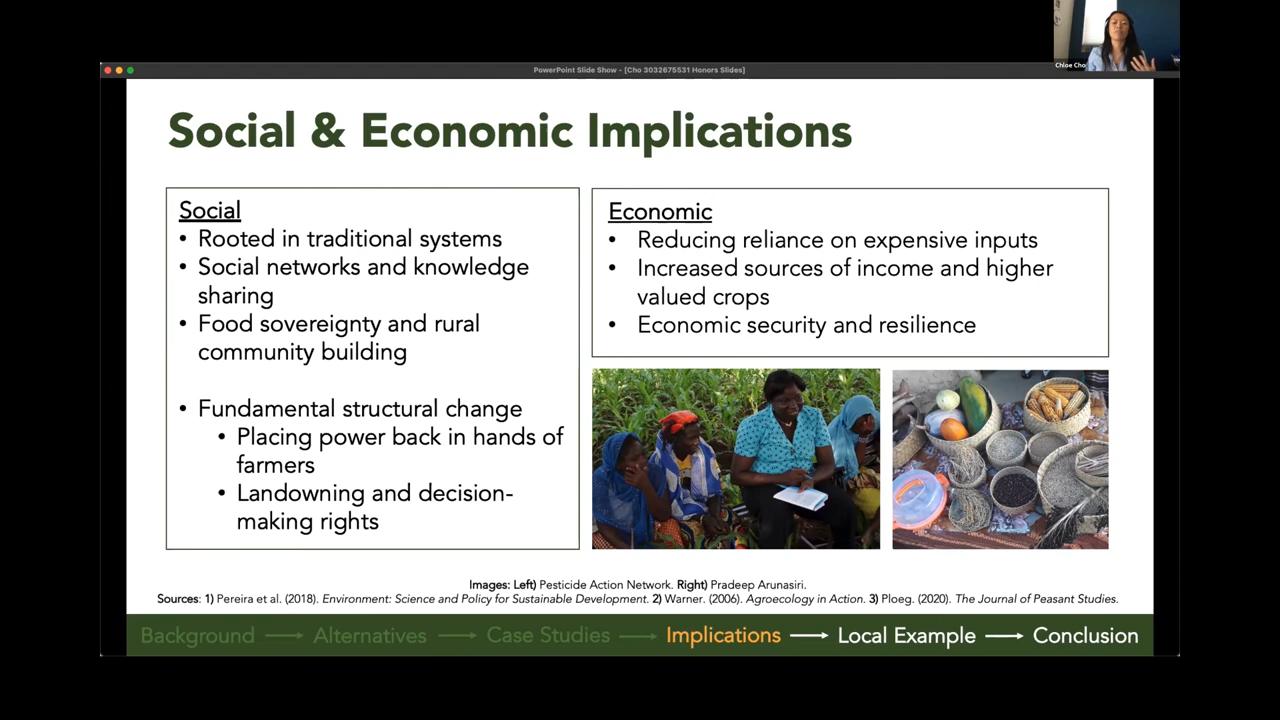 Chloe Cho
PowerPoint Slide Show - [Cho 3032675531 Honors Slides]
Social & Economic Implications
Social
• Rooted in traditional systems
• Social networks and knowledge
sharing
• Food sovereignty and rural
community building
• Fundamental structural change
• Placing power back in hands of
farmers
• Landowning and decision-
making rights
Economic
• Reducing reliance on expensive inputs
• Increased sources of income and higher
valued crops
• Economic security and resilience
Images: Left) Pesticide Action Network. Right) Pradeep Arunasiri.
Sources: 1) Pereira et al. (2018). Environment: Science and Policy for Sustainable Development. 2) Warner. (2006). Agroecology in Action. 3) Ploeg. (2020). The Journal of Peasant Studies.
Background → Alternatives → Case Studies → Implications → Local Example → Conclusion